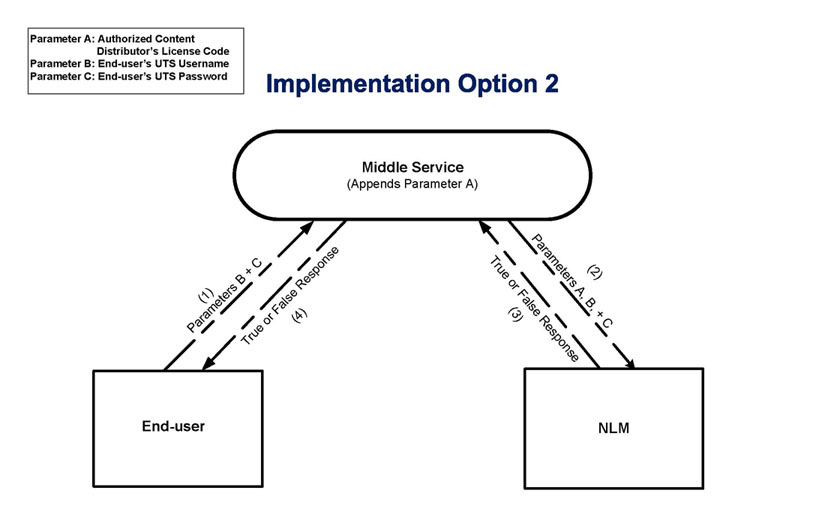 Parameter A: Authorized Content
Distributor's License Code
Parameter B: End-user's UTS Username
Parameter C: End-user's UTS Password
Implementation Option 2
Middle Service
(Appends Parameter A)
(1)
Parameters B + C
True or False Response
(4)
(2)
Parameters A, B, + C
True or False Response
(3)
End-user
NLM